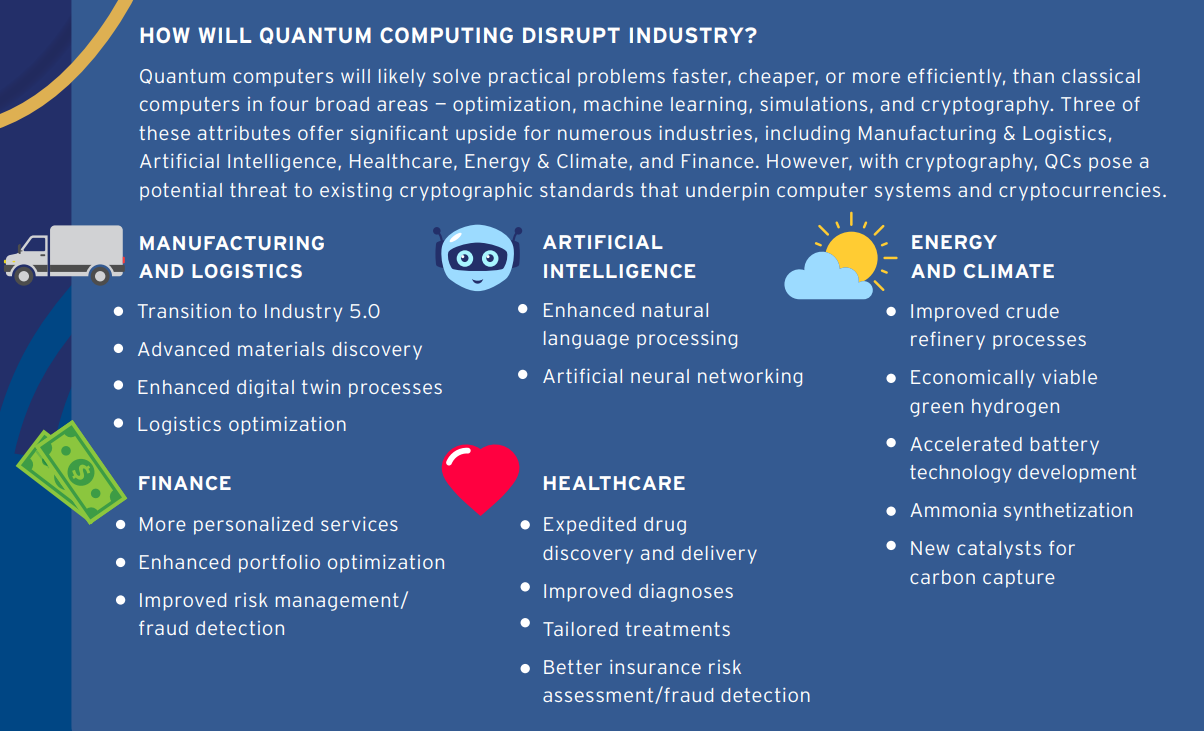 HOW WILL QUANTUM COMPUTING DISRUPT INDUSTRY?
Quantum computers will likely solve practical problems faster, cheaper, or more efficiently, than classical
computers in four broad areas – optimization, machine learning, simulations, and cryptography. Three of
these attributes offer significant upside for numerous industries, including Manufacturing & Logistics,
Artificial Intelligence, Healthcare, Energy & Climate, and Finance. However, with cryptography, QCs pose a
potential threat to existing cryptographic standards that underpin computer systems and cryptocurrencies.
MANUFACTURING
AND LOGISTICS
• Transition to Industry 5.0
• Advanced materials discovery
• Enhanced digital twin processes
• Logistics optimization
ARTIFICIAL
INTELLIGENCE
• Enhanced natural
language processing
• Artificial neural networking
ENERGY
AND CLIMATE
• Improved crude
refinery processes
• Economically viable
green hydrogen
• Accelerated battery
technology development
• Ammonia synthetization
• New catalysts for
carbon capture
$
FINANCE
• More personalized services
• Enhanced portfolio optimization
• Improved risk management/
fraud detection
HEALTHCARE
• Expedited drug
discovery and delivery
• Improved diagnoses
• Tailored treatments
• Better insurance risk
assessment/fraud detection